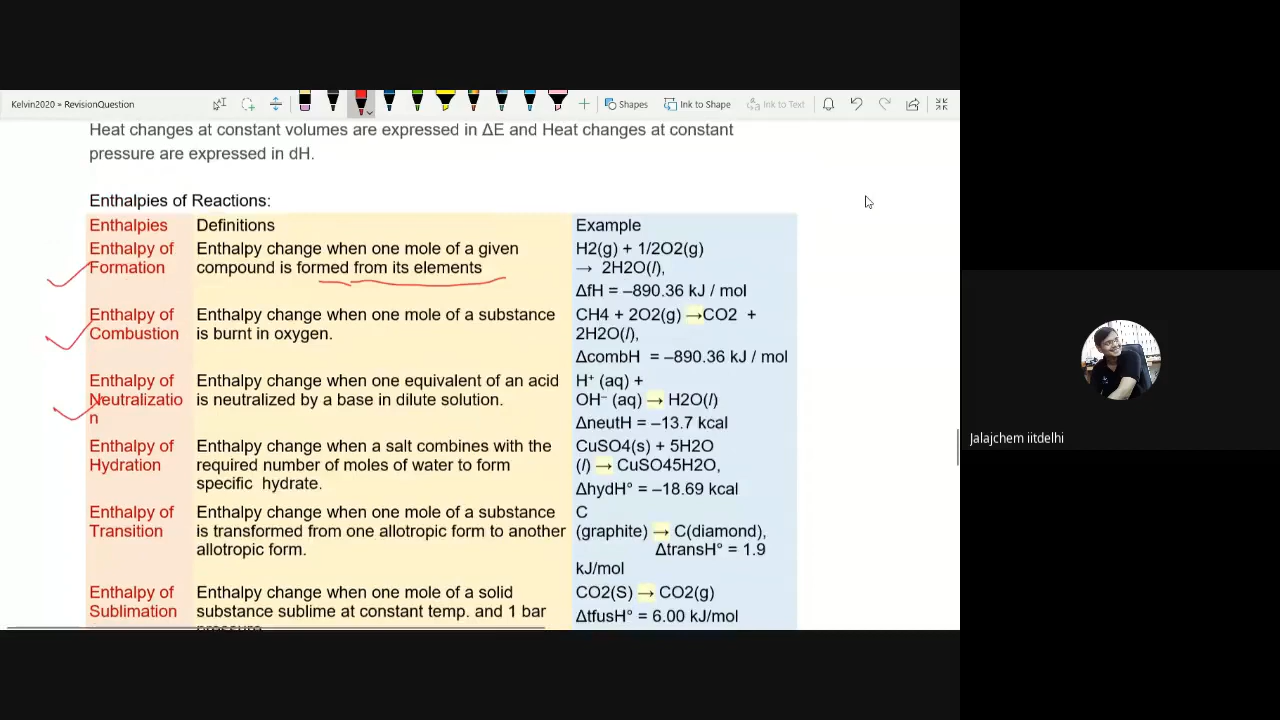 Kelvin2020 » RevisionQuestion
Shapes
Ink to Shape
Ink to Text
Heat changes at constant volumes are expressed in ΔE and Heat changes at constant
pressure are expressed in dH.
Enthalpies of Reactions:
Enthalpies Definitions Example
Enthalpy of
Formation
Enthalpy change when one mole of a given
compound is formed from its elements
H2(g) + 1/2O2(g)
→ 2H2O(l),
ΔfH = –890.36 kJ / mol
Enthalpy of
Combustion
Enthalpy change when one mole of a substance
is burnt in oxygen.
CH4 + 2O2(g) →CO2 +
2H2O(l),
ΔcombH = –890.36 kJ / mol
Enthalpy of
Neutralizatio
n
Enthalpy change when one equivalent of an acid
is neutralized by a base in dilute solution.
H⁺ (aq) +
OH⁻ (aq) → H2O(l)
ΔneutH = –13.7 kcal
Enthalpy of
Hydration
Enthalpy change when a salt combines with the
required number of moles of water to form
specific hydrate.
CuSO4(s) + 5H2O
(l) → CuSO45H2O,
ΔhydH° = –18.69 kcal
Enthalpy of
Transition
Enthalpy change when one mole of a substance
is transformed from one allotropic form to another
allotropic form.
C
(graphite) → C(diamond),
ΔtransH° = 1.9
kJ/mol
Enthalpy of
Sublimation
Enthalpy change when one mole of a solid
substance sublime at constant temp. and 1 bar
pressure
CO2(S) → CO2(g)
ΔtfusH° = 6.00 kJ/mol
Jalajchem iitdelhi